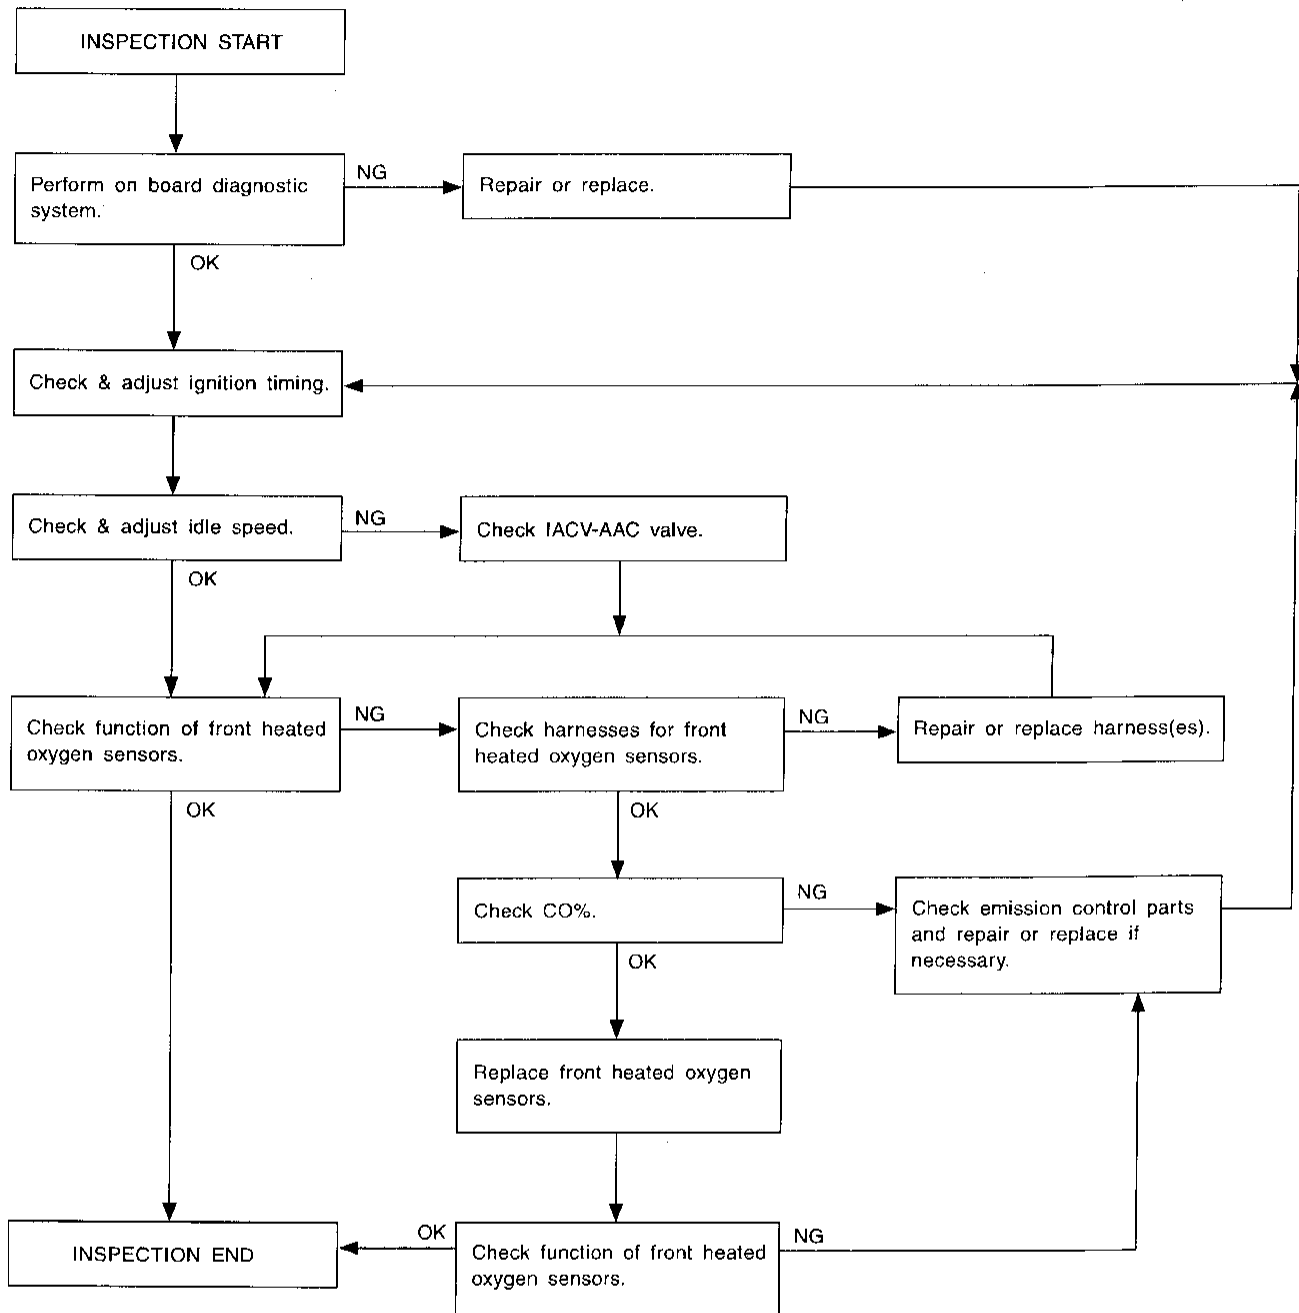 INSPECTION START
Perform on board diagnostic
system.
NG
Repair or replace.
OK
Check & adjust ignition timing.
Check & adjust idle speed.
NG
Check IACV-AAC valve.
OK
Check function of front heated
oxygen sensors.
NG
Check harnesses for front
heated oxygen sensors.
NG
Repair or replace harness(es).
OK
OK
Check CO%.
NG
Check emission control parts
and repair or replace if
necessary.
OK
Replace front heated oxygen
sensors.
INSPECTION END
OK
Check function of front heated
oxygen sensors.
NG